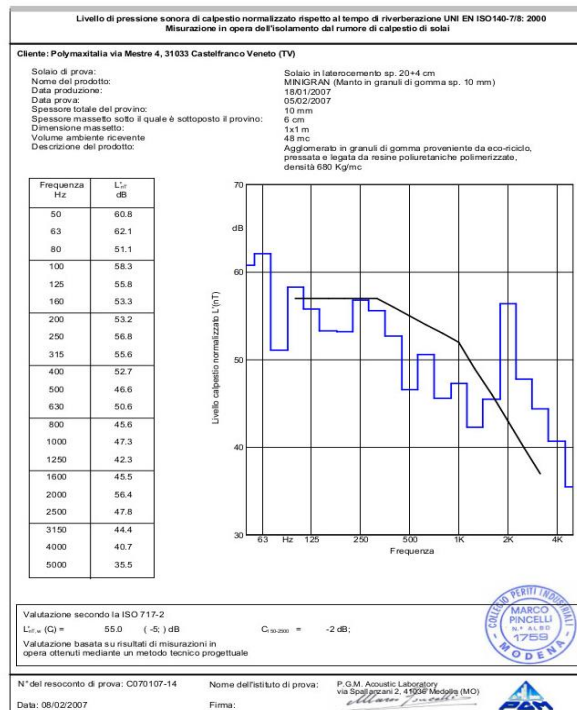 Livello di pressione sonora di calpestio normalizzato rispetto al tempo di riverberazione UNI EN ISO140-7/8: 2000
Misurazione in opera dell'isolamento dal rumore di calpestio di solai
Cliente: Polymaxitalia via Mestre 4, 31033 Castelfranco Veneto (TV)
Solaio di prova: Solaio in laterocemento sp. 20+4 cm
Nome del prodotto: MINIGRAN (Manto in granuli di gomma sp. 10 mm)
Data produzione: 18/01/2007
Data prova: 05/02/2007
Spessore totale del provino: 10 mm
Spessore massetto sotto il quale è sottoposto il provino: 6 cm
Dimensione massetto: 1x1 m
Volume ambiente ricevente 48 mc
Descrizione del prodotto: Agglomerato in granuli di gomma proveniente da eco-riciclo,
pressata e legata da resine poliuretaniche polimerizzate,
densità 680 Kg/mc
Frequenza L'nT
Hz dB
50 60.8
63 62.1
80 51.1
100 58.3
125 55.8
160 53.3
200 53.2
250 56.8
315 55.6
400 52.7
500 46.6
630 50.6
800 45.6
1000 47.3
1250 42.3
1600 45.5
2000 56.4
2500 47.8
3150 44.4
4000 40.7
5000 35.5
Livello calpestio normalizzato L'(nT)
70
dB
60
50
40
30
63 Hz 125 250 500 1K 2K 4K
Frequenza
Valutazione secondo la ISO 717-2
L'nT,w (Ci) = 55.0 ( -5; ) dB CI 50-2500 = -2 dB;
Valutazione basata su risultati di misurazioni in
opera ottenuti mediante un metodo tecnico progettuale
COLLEGIO PERITI INDUSTRIALI
MARCO
PINCELLI
N.° ALBO
1759
MODENA
N°del resoconto di prova: C070107-14 Nome dell'istituto di prova: P.G.M. Acoustic Laboratory
via Spallanzani 2, 41036 Medolla (MO)
Data: 08/02/2007 Firma:
PGM